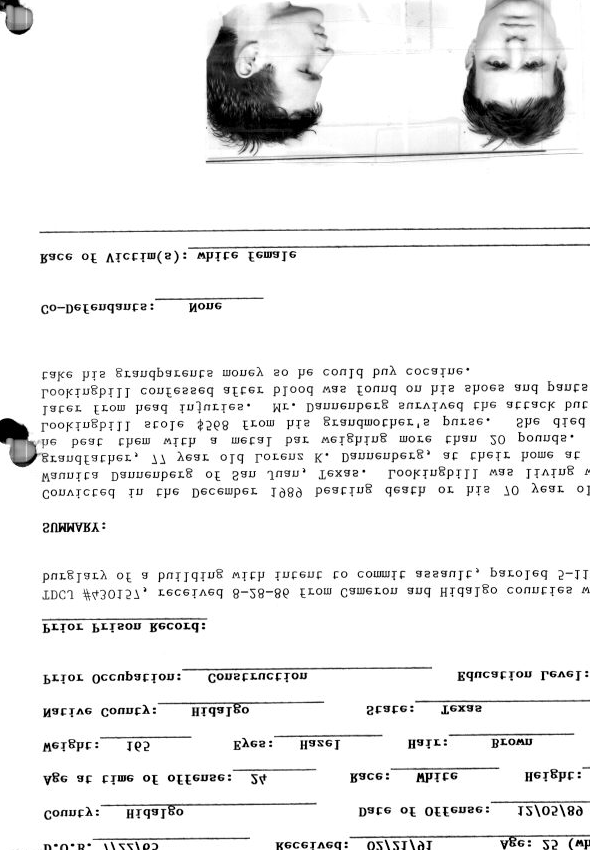 D.O.B. 7/22/65 Received: 02/21/91 Age: 25 (wh
County: Hidalgo Date of Offense: 12/05/89
Age at time of offense: 24 Race: White Height:
Weight: 165 Eyes: Hazel Hair: Brown
Native County: Hidalgo State: Texas
Prior Occupation: Construction Education Level:
Prior Prison Record:
TDCJ #430157, received 8-28-86 from Cameron and Hidalgo counties w
burglary of a building with intent to commit assault, paroled 5-11
SUMMARY:
Convicted in the December 1989 beating death or his 70 year ol
Waunita Dannenberg of San Juan, Texas. Lookingbill was living w
grandfather, 77 year old Lorenz K. Dannenberg, at their home at
he beat them with a metal bar weighing more than 20 pounds.
Lookingbill stole $568 from his grandmother's purse. She died
later from head injuries. Mr. Dannenberg survived the attack but
Lookingbill confessed after blood was found on his shoes and pants
take his grandparents money so he could buy cocaine.
Co-Defendants: None
Race of Victim(s): white female